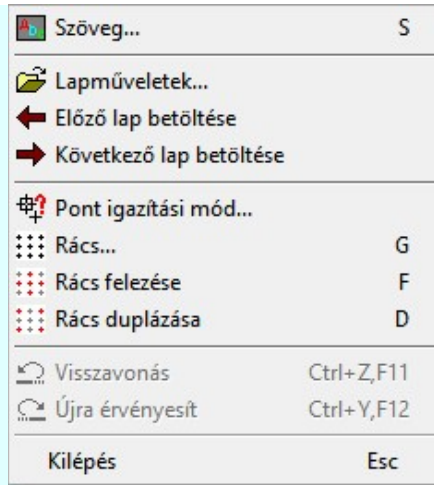 Szöveg... S
Lapműveletek...
Előző lap betöltése
Következő lap betöltése
Pont igazítási mód...
Rács... G
Rács felezése F
Rács duplázása D
Visszavonás Ctrl+Z,F11
Újra érvényesít Ctrl+Y,F12
Kilépés Esc